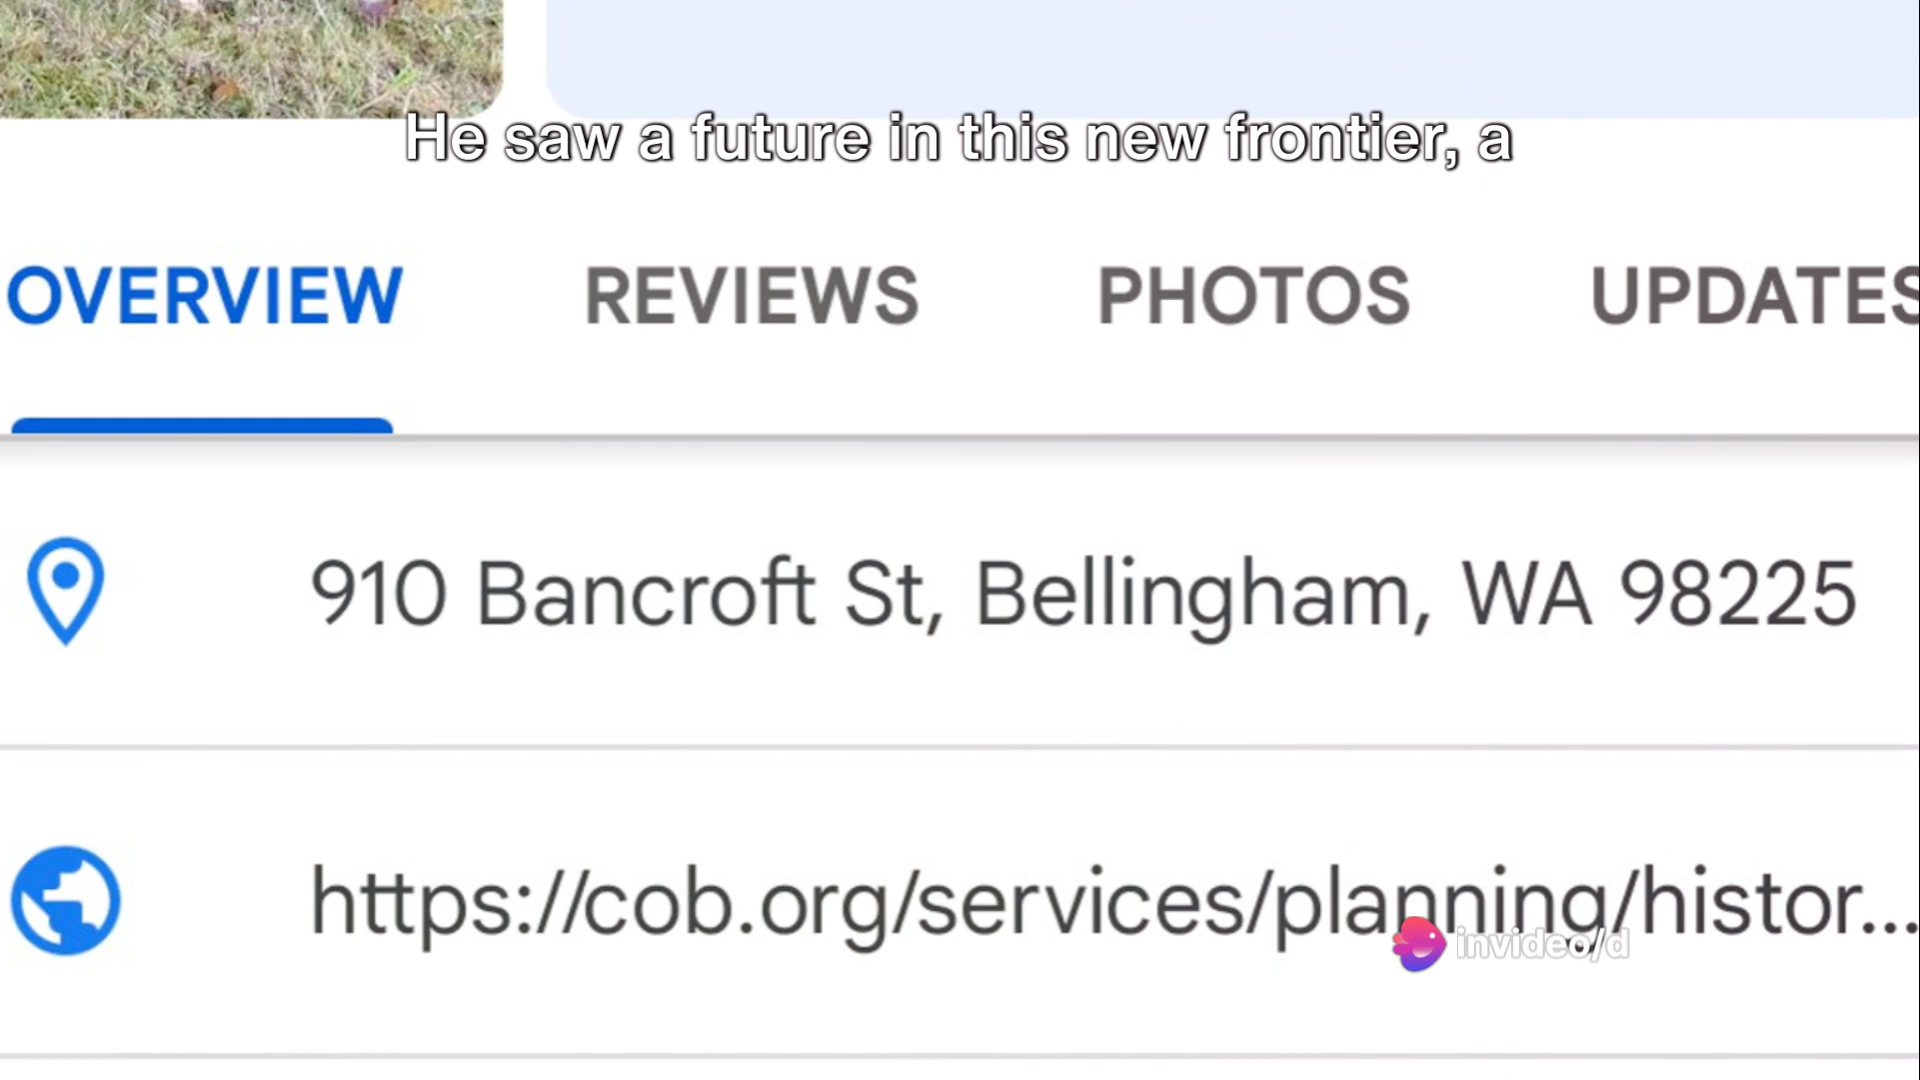 He saw a future in this new frontier, a
OVERVIEW REVIEWS PHOTOS UPDATES
910 Bancroft St, Bellingham, WA 98225
https://cob.org/services/planning/histor...
invideo/d